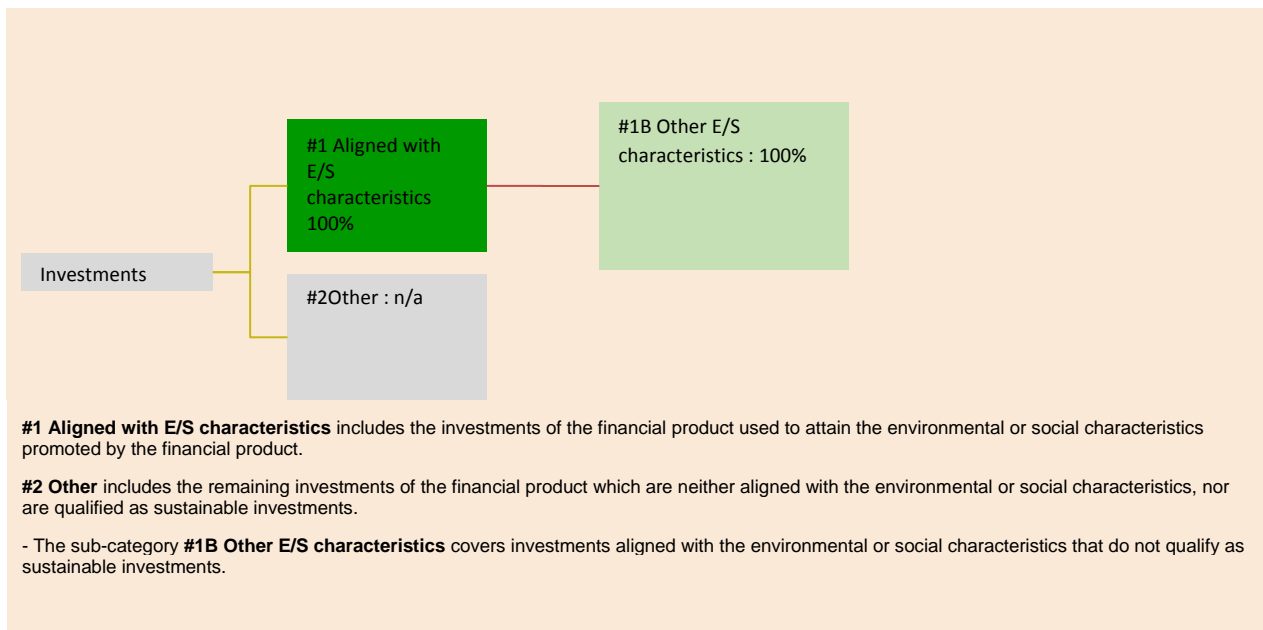 #1 Aligned with
E/S
characteristics
100%
#1B Other E/S
characteristics : 100%
Investments
#2Other : n/a
#1 Aligned with E/S characteristics includes the investments of the financial product used to attain the environmental or social characteristics
promoted by the financial product.
#2 Other includes the remaining investments of the financial product which are neither aligned with the environmental or social characteristics, nor
are qualified as sustainable investments.
- The sub-category #1B Other E/S characteristics covers investments aligned with the environmental or social characteristics that do not qualify as
sustainable investments.